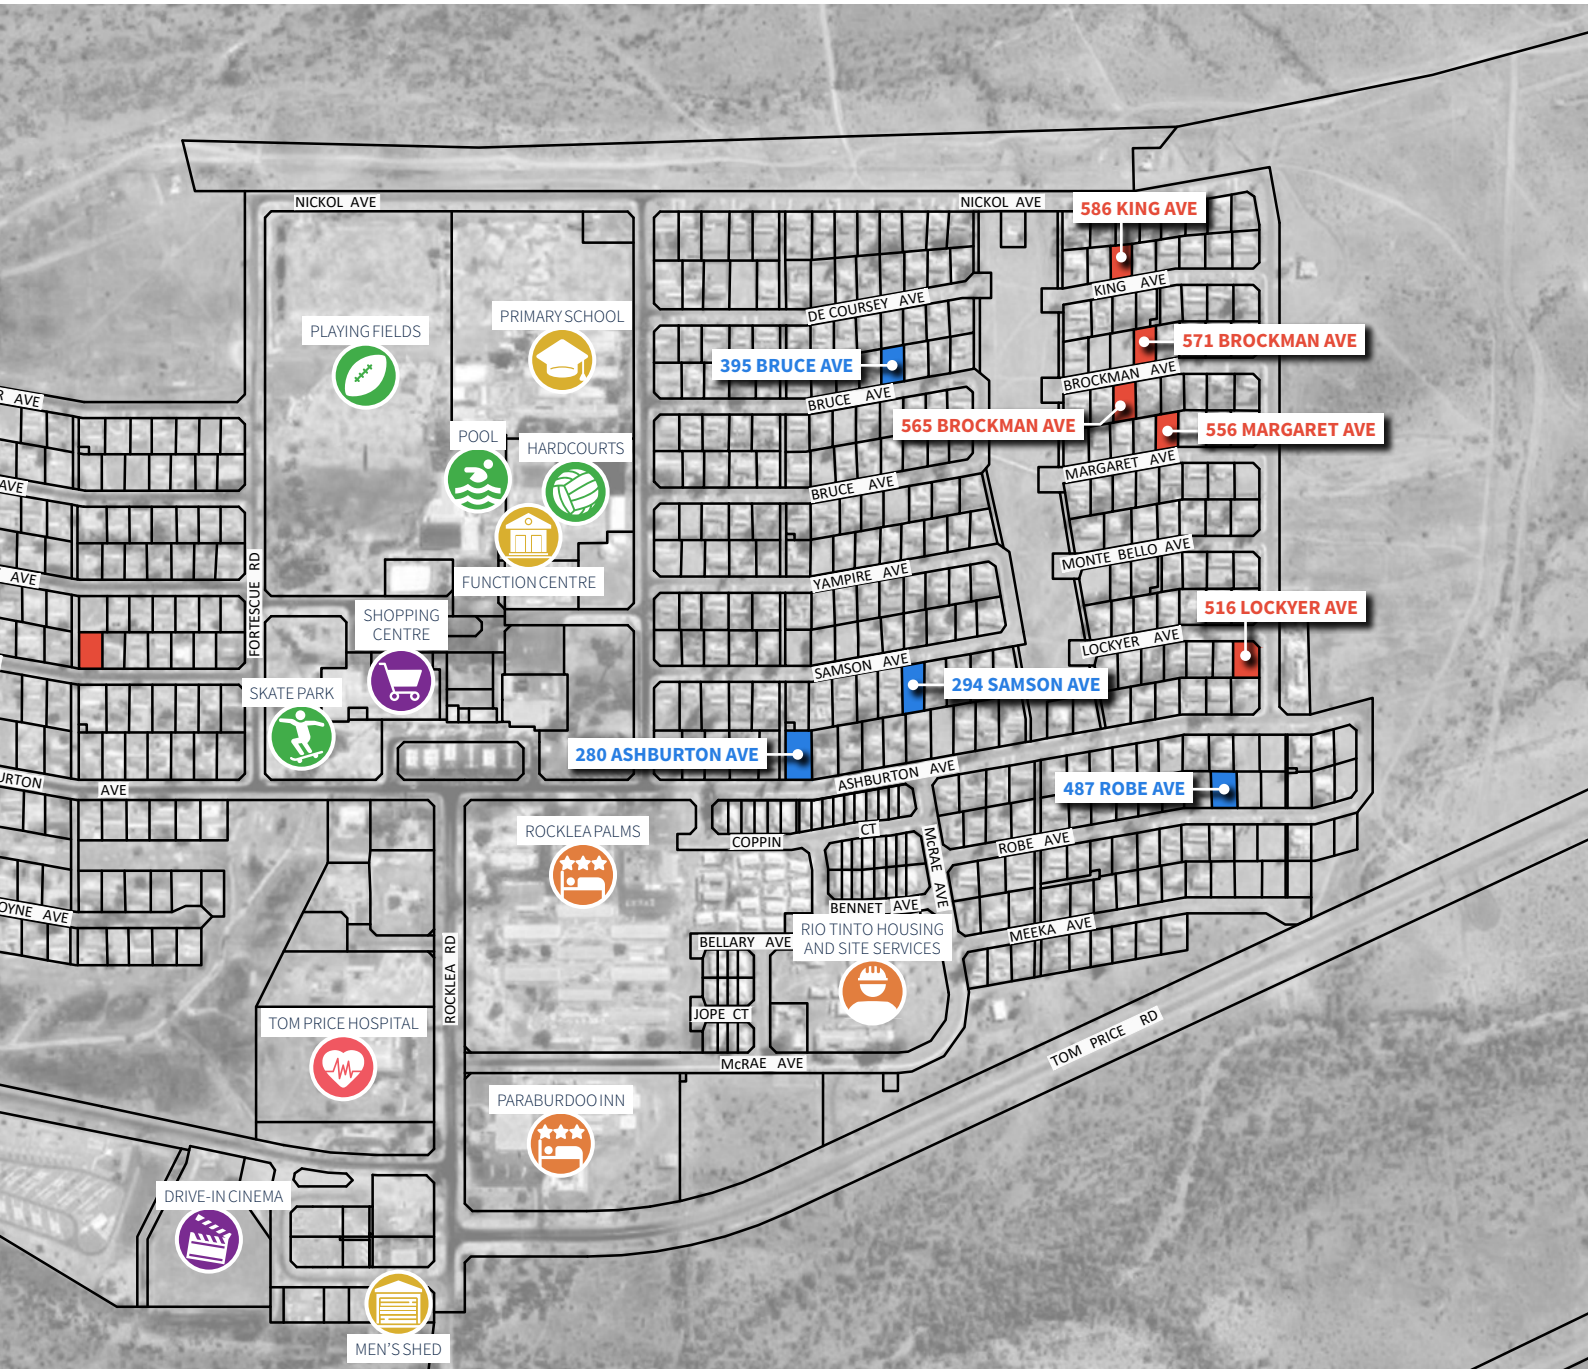 NICKOL AVE
NICKOL AVE
586 KING AVE
KING AVE
DE COURSEY AVE
PRIMARY SCHOOL
PLAYING FIELDS
571 BROCKMAN AVE
395 BRUCE AVE
BROCKMAN AVE
BRUCE AVE
R AVE
565 BROCKMAN AVE
556 MARGARET AVE
POOL
HARDCOURTS
MARGARET AVE
AVE
BRUCE AVE
MONTE BELLO AVE
AVE
YAMPIRE AVE
FUNCTION CENTRE
FORTESCUE RD
SHOPPING
CENTRE
516 LOCKYER AVE
LOCKYER AVE
SAMSON AVE
294 SAMSON AVE
SKATE PARK
280 ASHBURTON AVE
ASHBURTON AVE
URTON AVE
487 ROBE AVE
ROCKLEA PALMS
COPPIN CT
McRAE AVE
ROBE AVE
BENNET AVE
OYNE AVE
RIO TINTO HOUSING
AND SITE SERVICES
MEEKA AVE
BELLARY AVE
ROCKLEA RD
JOPE CT
TOM PRICE HOSPITAL
TOM PRICE RD
McRAE AVE
PARABURDOO INN
DRIVE-IN CINEMA
MEN'S SHED